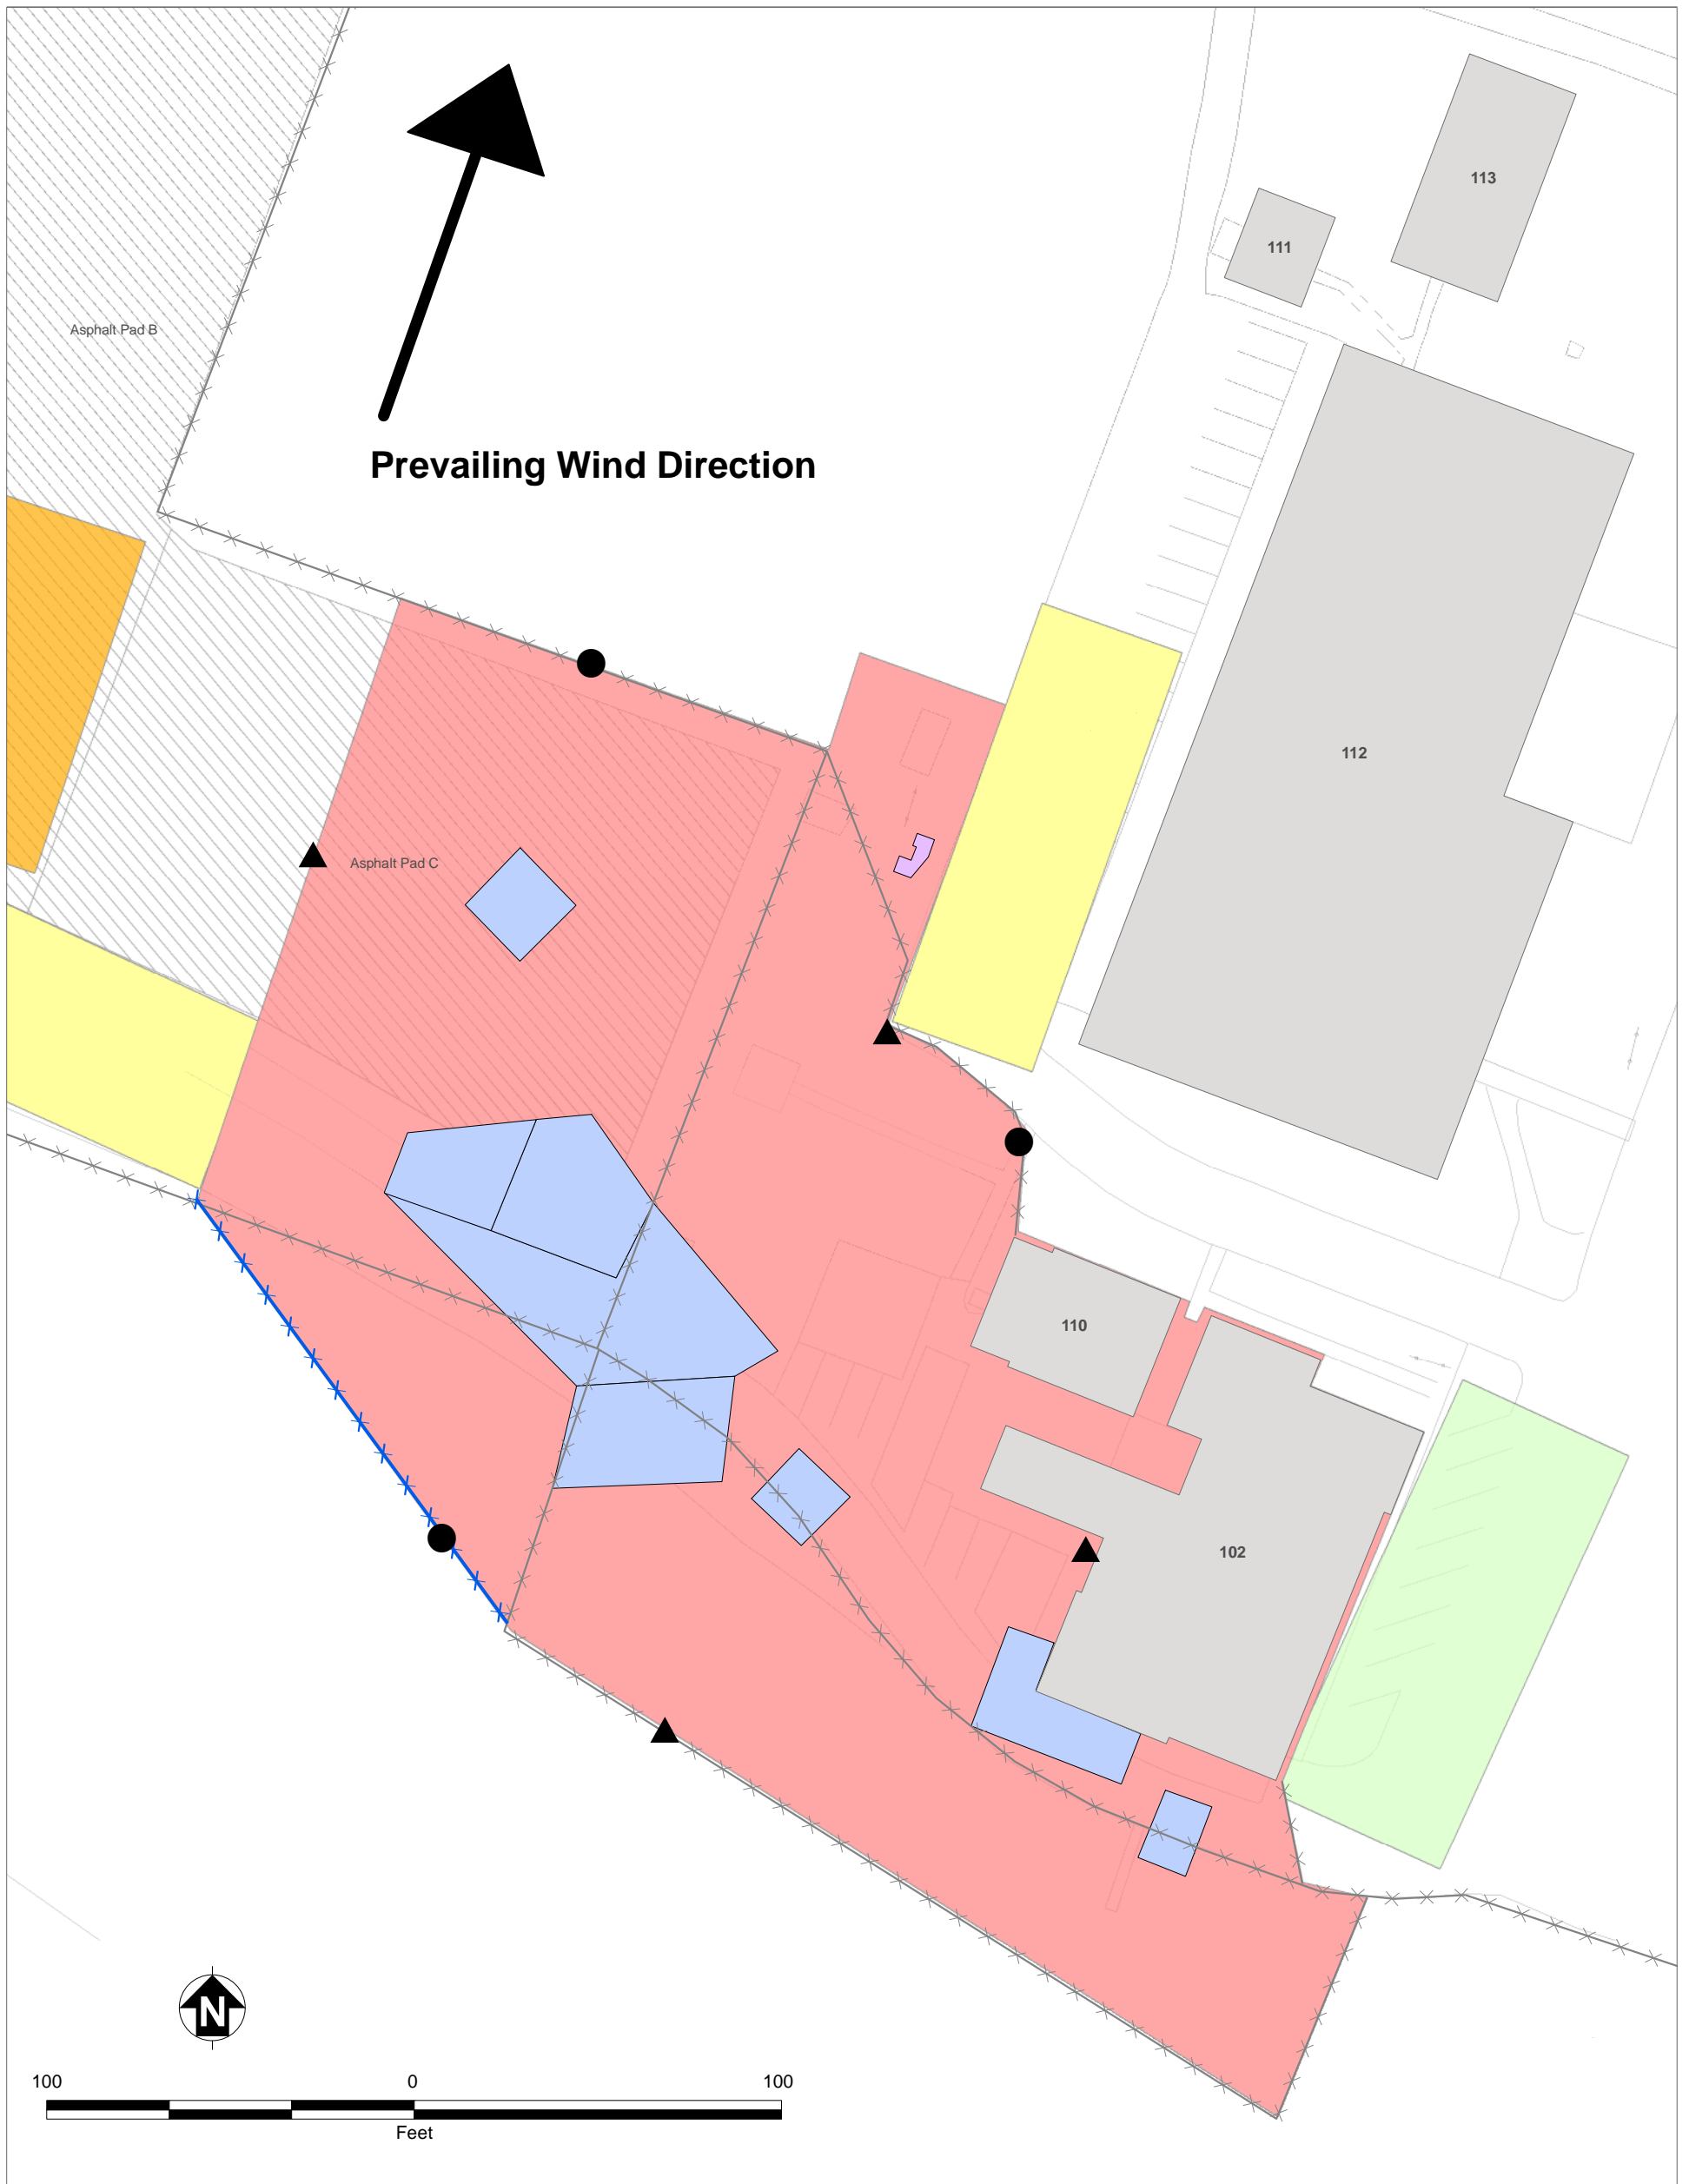 113
111
Asphalt Pad B
Prevailing Wind Direction
112
Asphalt Pad C
110
102
N
100 0 100
Feet